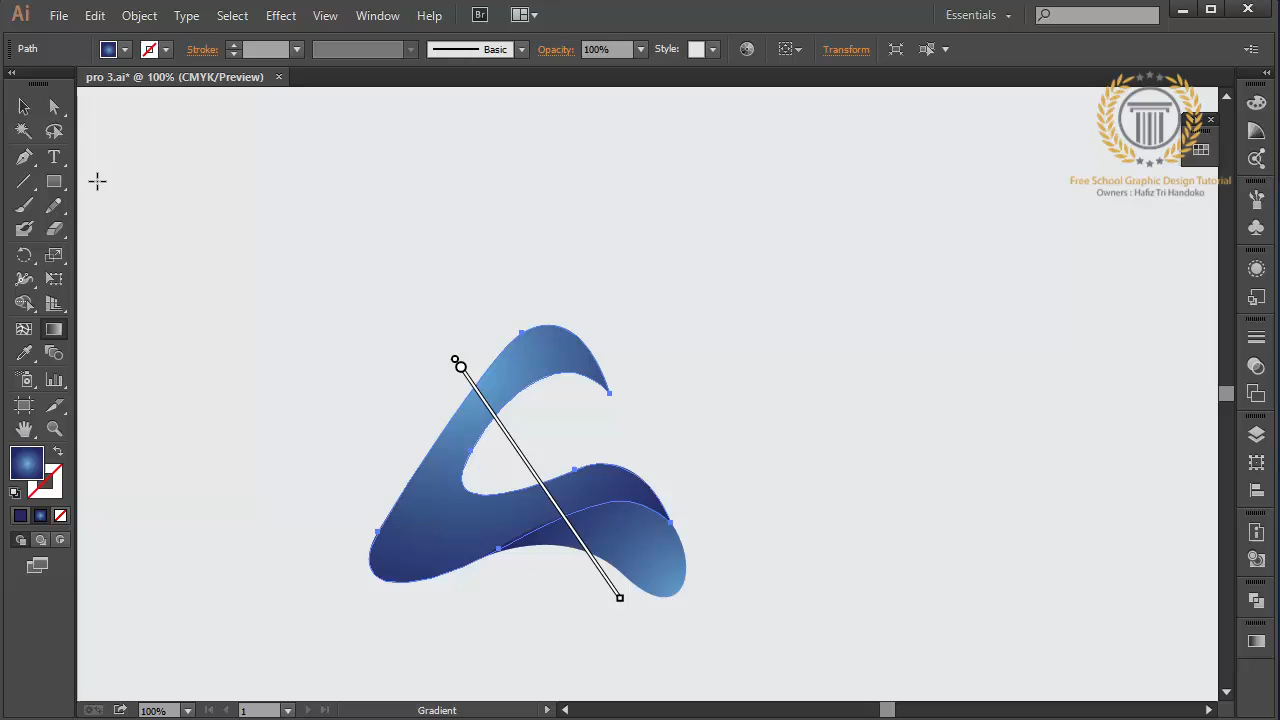 Ai File Edit Object Type Select Effect View Window Help Br Essentials
Path Stroke: Basic Opacity: 100% Style: Transform
pro 3.ai* @ 100% (CMYK/Preview)
Free School Graphic Design Tutorial
Owners : Hafiz Tri Handoko
T
100% 1 Gradient